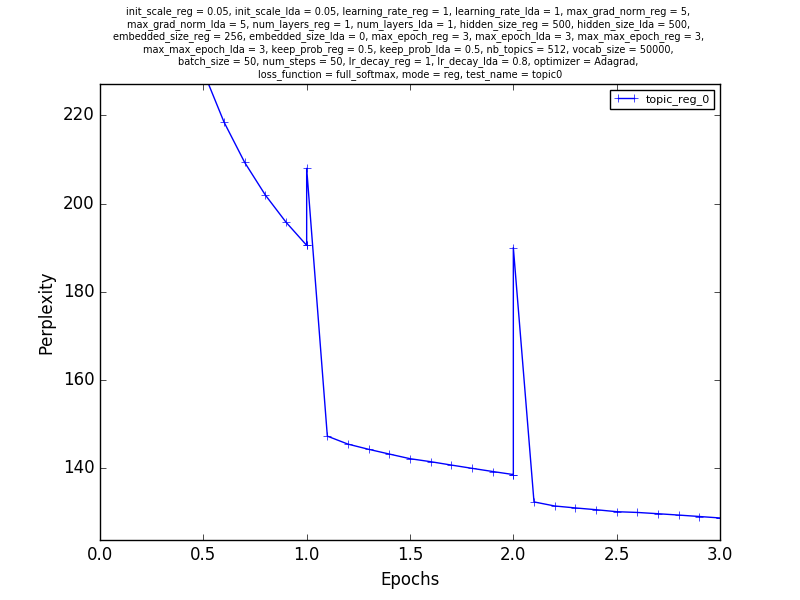 init_scale_reg = 0.05, init_scale_lda = 0.05, learning_rate_reg = 1, learning_rate_lda = 1, max_grad_norm_reg = 5,
max_grad_norm_lda = 5, num_layers_reg = 1, num_layers_lda = 1, hidden_size_reg = 500, hidden_size_lda = 500,
embedded_size_reg = 256, embedded_size_lda = 0, max_epoch_reg = 3, max_epoch_lda = 3, max_max_epoch_reg = 3,
max_max_epoch_lda = 3, keep_prob_reg = 0.5, keep_prob_lda = 0.5, nb_topics = 512, vocab_size = 50000,
batch_size = 50, num_steps = 50, lr_decay_reg = 1, lr_decay_lda = 0.8, optimizer = Adagrad,
loss_function = full_softmax, mode = reg, test_name = topic0
topic_reg_0
220
200
180
160
140
Perplexity
0.0 0.5 1.0 1.5 2.0 2.5 3.0
Epochs